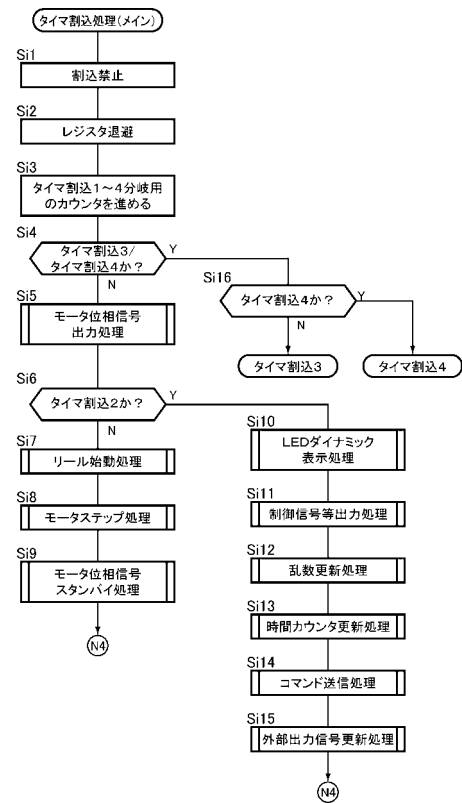 タイマ割込処理(メイン)
Si1
割込禁止
Si2
レジスタ退避
Si3
タイマ割込1～4分岐用
のカウンタを進める
Si4
タイマ割込3/
タイマ割込4か?
Y
N
Si16
タイマ割込4か?
Y
N
タイマ割込3
タイマ割込4
Si5
モータ位相信号
出力処理
Si6
タイマ割込2か?
Y
N
Si7
リール始動処理
Si8
モータステップ処理
Si9
モータ位相信号
スタンバイ処理
N4
Si10
LEDダイナミック
表示処理
Si11
制御信号等出力処理
Si12
乱数更新処理
Si13
時間カウンタ更新処理
Si14
コマンド送信処理
Si15
外部出力信号更新処理
N4